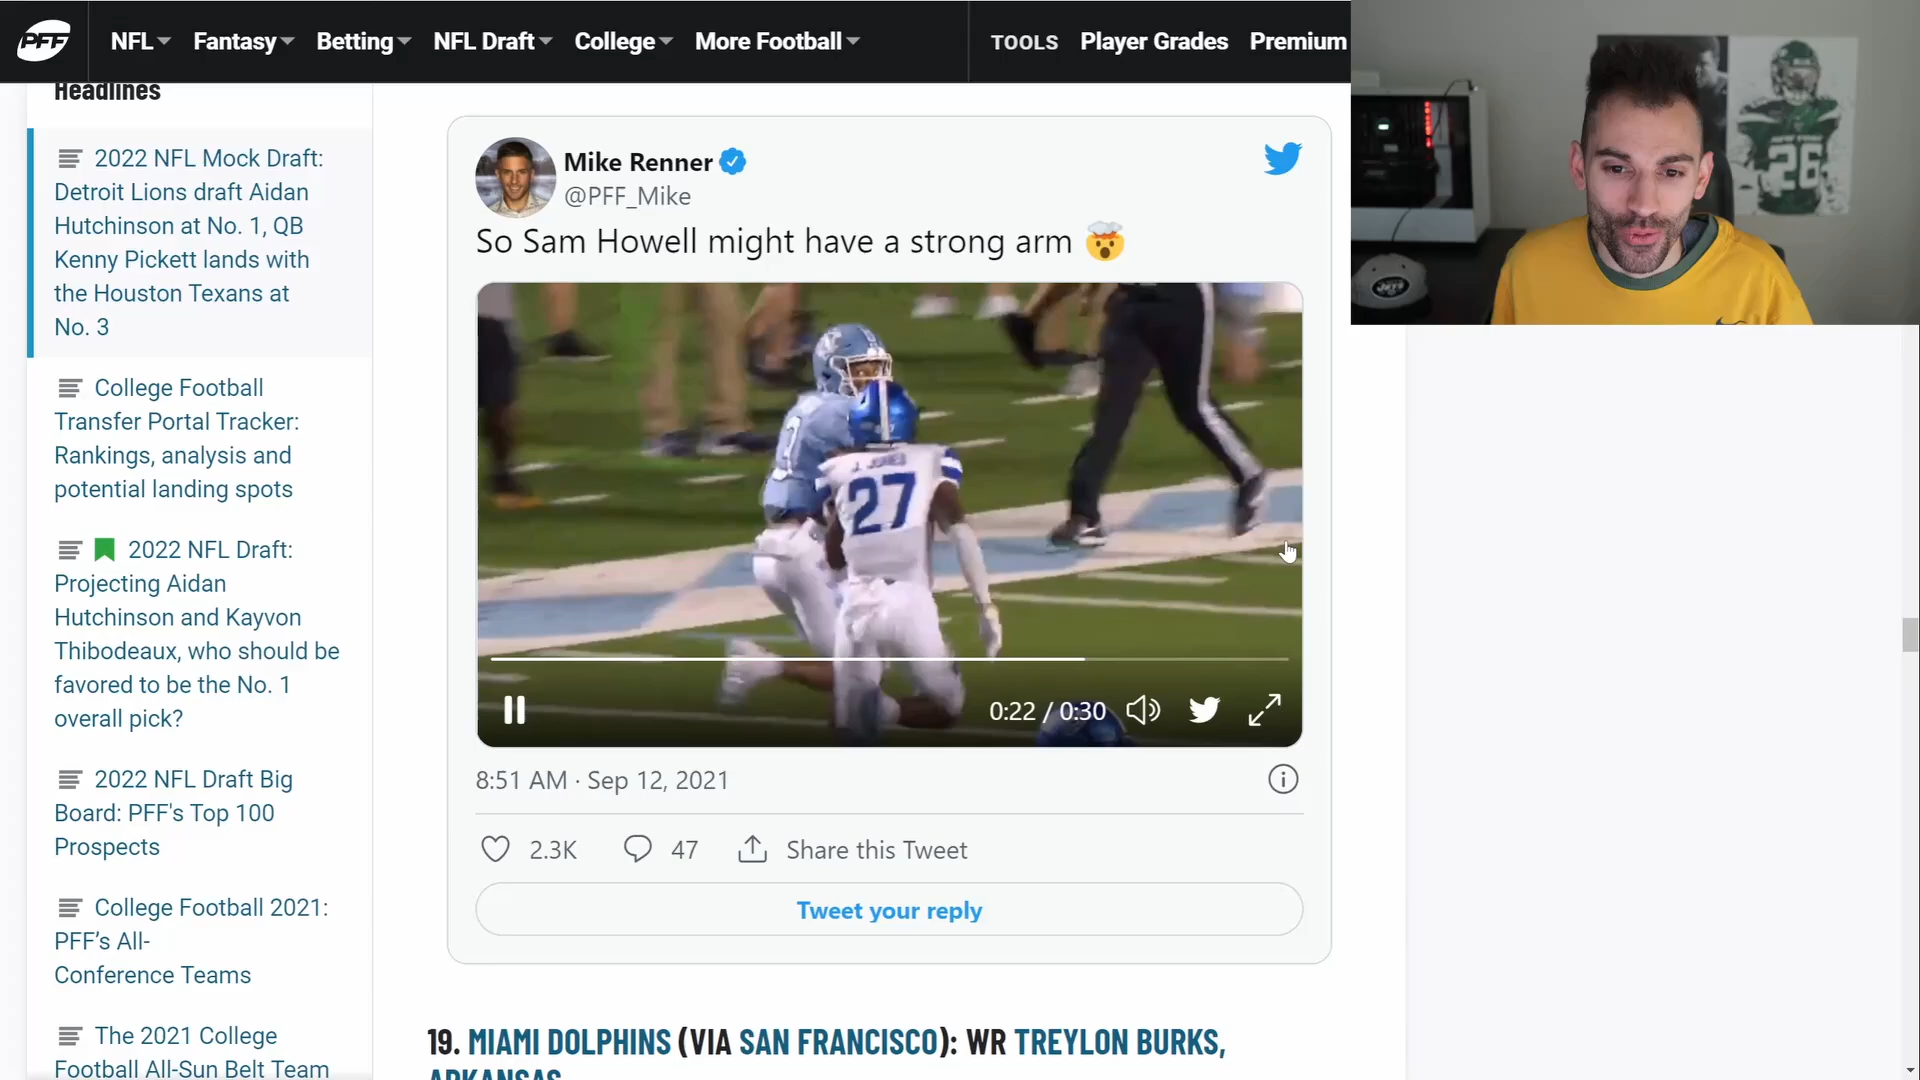 PFF
NFL
Fantasy
Betting
NFL Draft
College
More Football
TOOLS
Player Grades
Premium
Headlines
2022 NFL Mock Draft:
Detroit Lions draft Aidan
Hutchinson at No. 1, QB
Kenny Pickett lands with
the Houston Texans at
No. 3
College Football
Transfer Portal Tracker:
Rankings, analysis and
potential landing spots
2022 NFL Draft:
Projecting Aidan
Hutchinson and Kayvon
Thibodeaux, who should be
favored to be the No. 1
overall pick?
2022 NFL Draft Big
Board: PFF's Top 100
Prospects
College Football 2021:
PFF’s All-
Conference Teams
The 2021 College
Football All-Sun Belt Team
Mike Renner
@PFF_Mike
So Sam Howell might have a strong arm
J. JONES
27
0:22 / 0:30
8:51 AM · Sep 12, 2021
2.3K
47
Share this Tweet
Tweet your reply
19. MIAMI DOLPHINS (VIA SAN FRANCISCO): WR TREYLON BURKS,
ARKANSAS
26
JETS